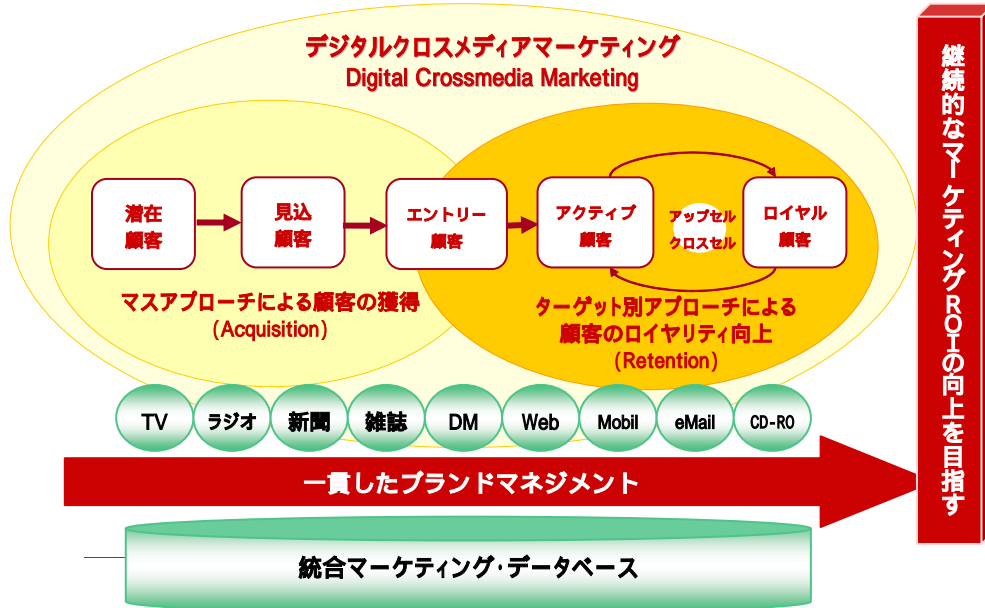 デジタルクロスメディアマーケティング
Digital Crossmedia Marketing
潜在
顧客
見込
顧客
エントリー
顧客
アクティブ
顧客
アップセル
クロスセル
ロイヤル
顧客
マスアプローチによる顧客の獲得
(Acquisition)
ターゲット別アプローチによる
顧客のロイヤリティ向上
(Retention)
TV
ラジオ
新聞
雑誌
DM
Web
Mobil
eMail
CD-RO
一貫したブランドマネジメント
統合マーケティング・データベース
継続的なマーケティングROIの向上を目指す